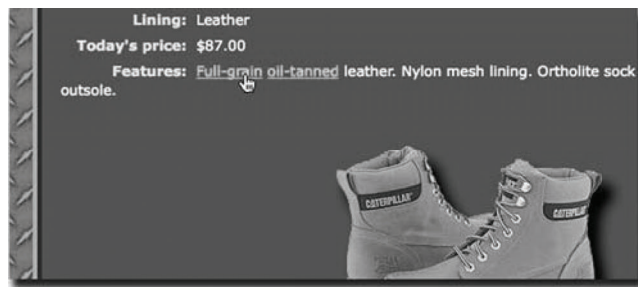 Lining: Leather
Today's price: $87.00
Features: Full-grain oil-tanned leather. Nylon mesh lining. Ortholite sock
outsole.
CATERPILLAR
CATERPILLAR